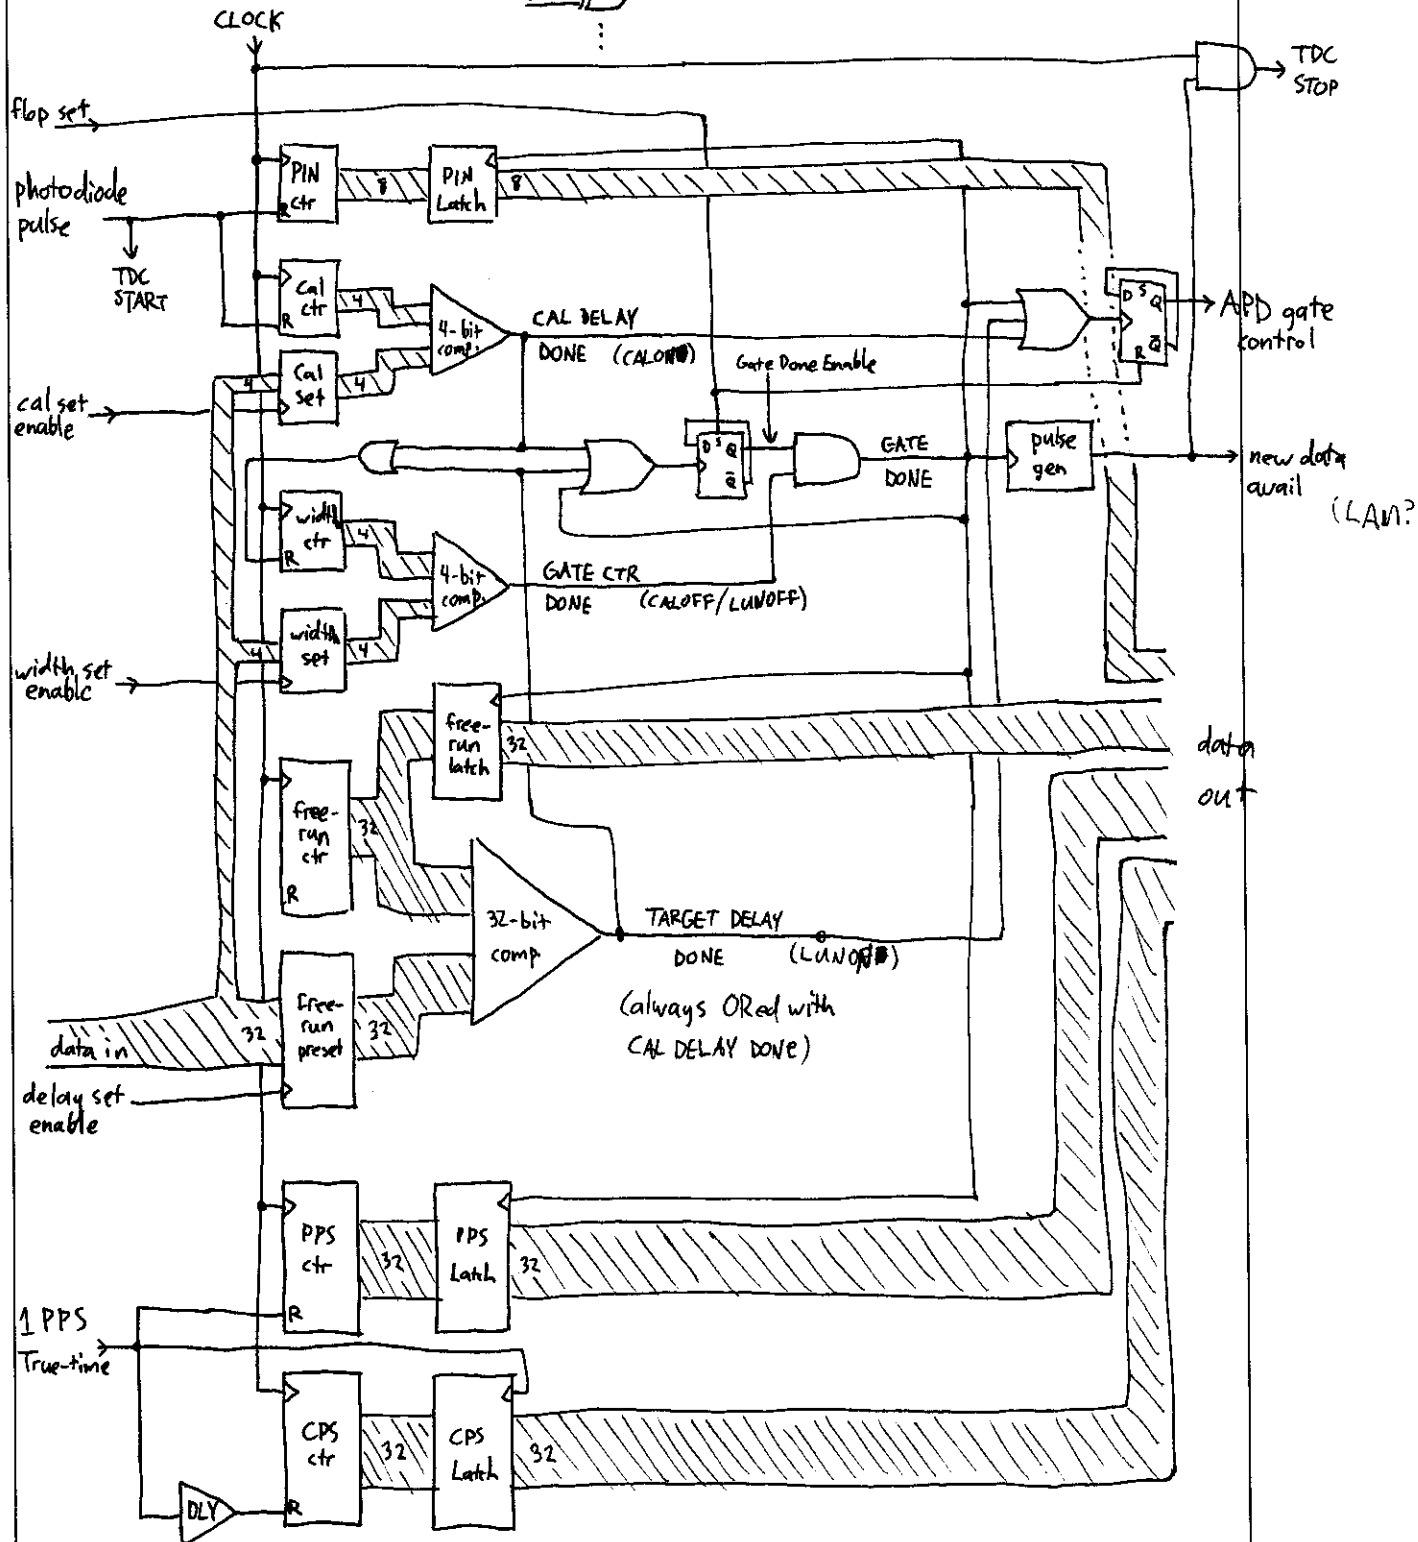 CLOCK
TDC
STOP
flop set
PIN
ctr
R
8
PIN
Latch
8
photodiode
pulse
TDC
START
Cal
ctr
R
4
4-bit
comp.
CAL DELAY
DONE
Gate Done Enable
D S Q
Q
R
APD gate
control
4
Cal
set
4
cal set
enable
D S Q
Q
GATE
DONE
pulse
gen
new data
avail
(LAM?
width
ctr
R
4
4-bit
comp.
GATE CTR
DONE
(CALOFF/LUNOFF)
4
width
set
4
width set
enable
free-
run
latch
32
data
out
free-
run
ctr
R
32
32-bit
comp.
TARGET DELAY
DONE
(always ORed with
CAL DELAY DONE)
data in
32
free-
run
preset
32
delay set
enable
PPS
ctr
R
32
PPS
Latch
32
1 PPS
True-time
CPS
ctr
R
32
CPS
Latch
32
DLY